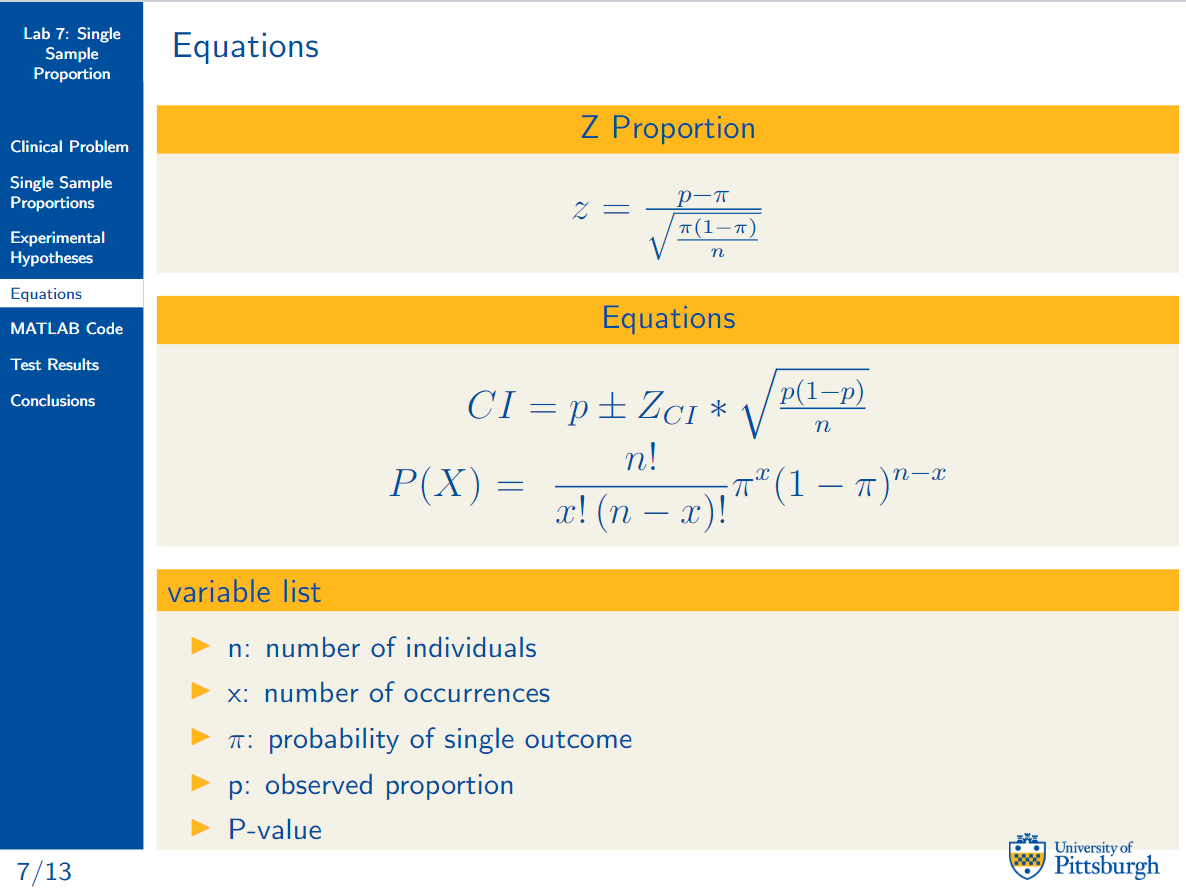 Lab 7: Single
Sample
Proportion
Clinical Problem
Single Sample
Proportions
Experimental
Hypotheses
Equations
MATLAB Code
Test Results
Conclusions
7/13
Equations
Z Proportion
z = \frac{p-\pi}{\sqrt{\frac{\pi(1-\pi)}{n}}}
Equations
CI = p ± Z_{CI} * \sqrt{\frac{p(1-p)}{n}}
P(X) = \frac{n!}{x!(n-x)!}\pi^x(1-\pi)^{n-x}
variable list
n: number of individuals
x: number of occurrences
π: probability of single outcome
p: observed proportion
P-value
University of
Pittsburgh